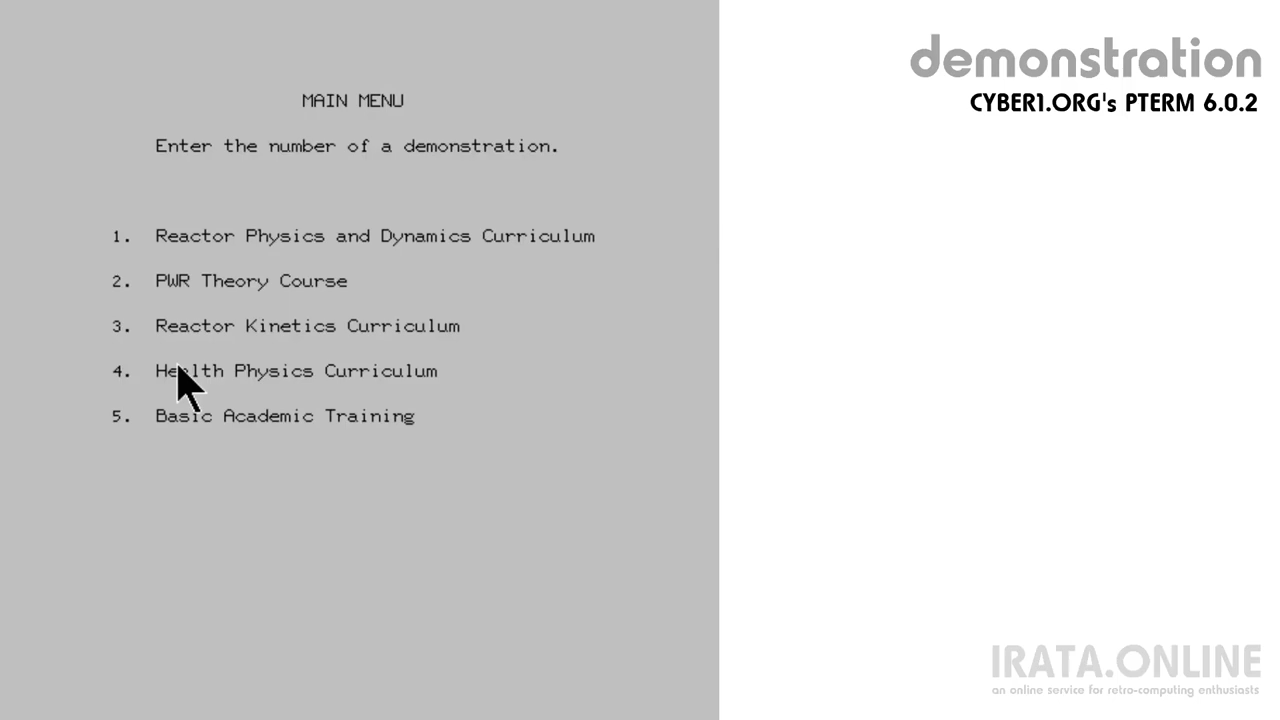 MAIN MENU
Enter the number of a demonstration.
1. Reactor Physics and Dynamics Curriculum
2. PWR Theory Course
3. Reactor Kinetics Curriculum
4. Health Physics Curriculum
5. Basic Academic Training
demonstration
CYBER1.ORG's PTERM 6.0.2
IRATA.ONLINE
an online service for retro-computing enthusiasts